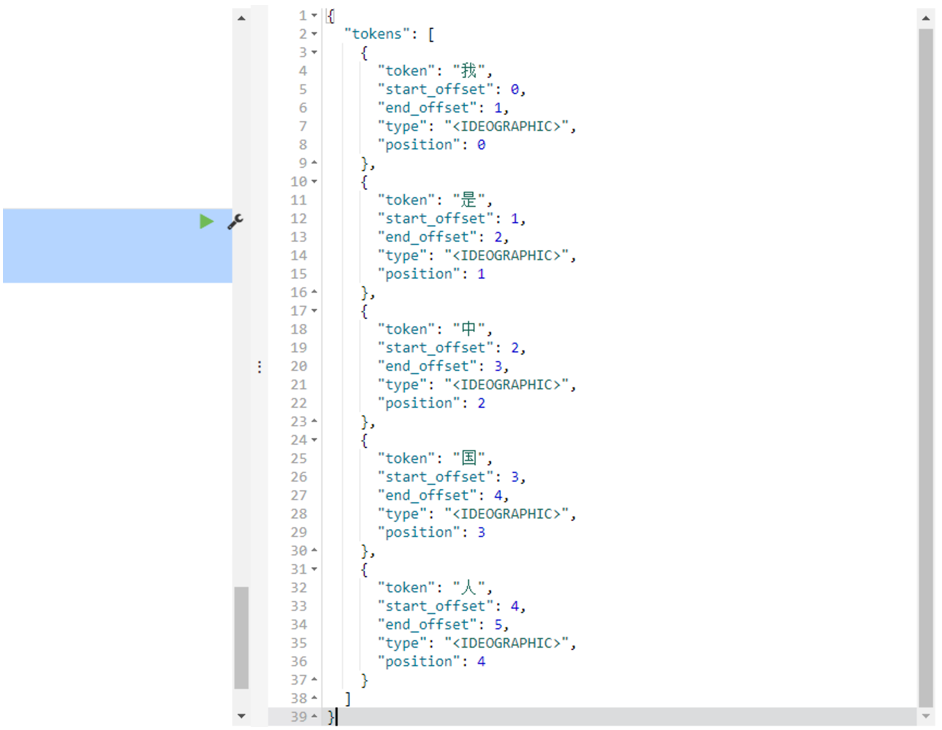 1 {
2 "tokens": [
3 {
4 "token": "我",
5 "start_offset": 0,
6 "end_offset": 1,
7 "type": "<IDEOGRAPHIC>",
8 "position": 0
9 },
10 {
11 "token": "是",
12 "start_offset": 1,
13 "end_offset": 2,
14 "type": "<IDEOGRAPHIC>",
15 "position": 1
16 },
17 {
18 "token": "中",
19 "start_offset": 2,
20 "end_offset": 3,
21 "type": "<IDEOGRAPHIC>",
22 "position": 2
23 },
24 {
25 "token": "国",
26 "start_offset": 3,
27 "end_offset": 4,
28 "type": "<IDEOGRAPHIC>",
29 "position": 3
30 },
31 {
32 "token": "人",
33 "start_offset": 4,
34 "end_offset": 5,
35 "type": "<IDEOGRAPHIC>",
36 "position": 4
37 }
38 ]
39 }